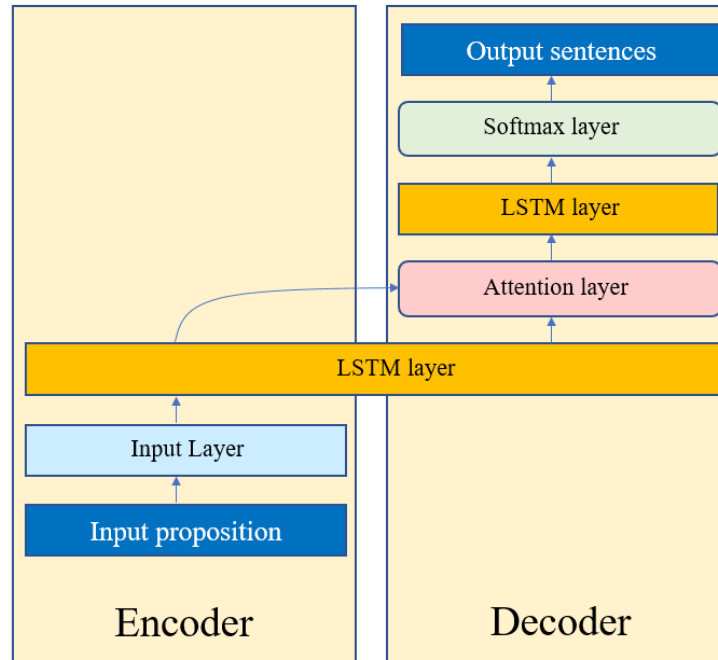 Output sentences
Softmax layer
LSTM layer
Attention layer
LSTM layer
Input Layer
Input proposition
Encoder
Decoder